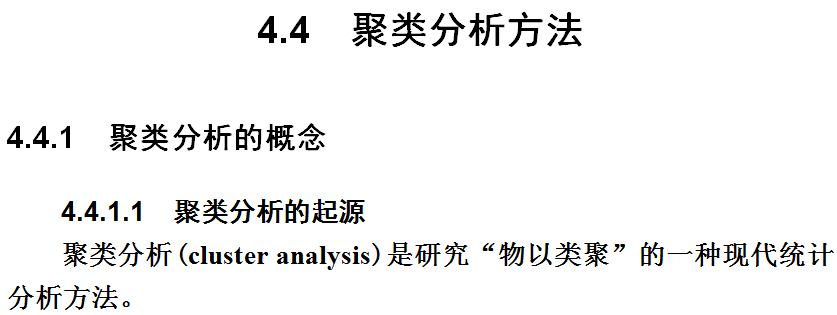 4.4 聚类分析方法
4.4.1 聚类分析的概念
4.4.1.1 聚类分析的起源
聚类分析(cluster analysis)是研究“物以类聚”的一种现代统计
分析方法。